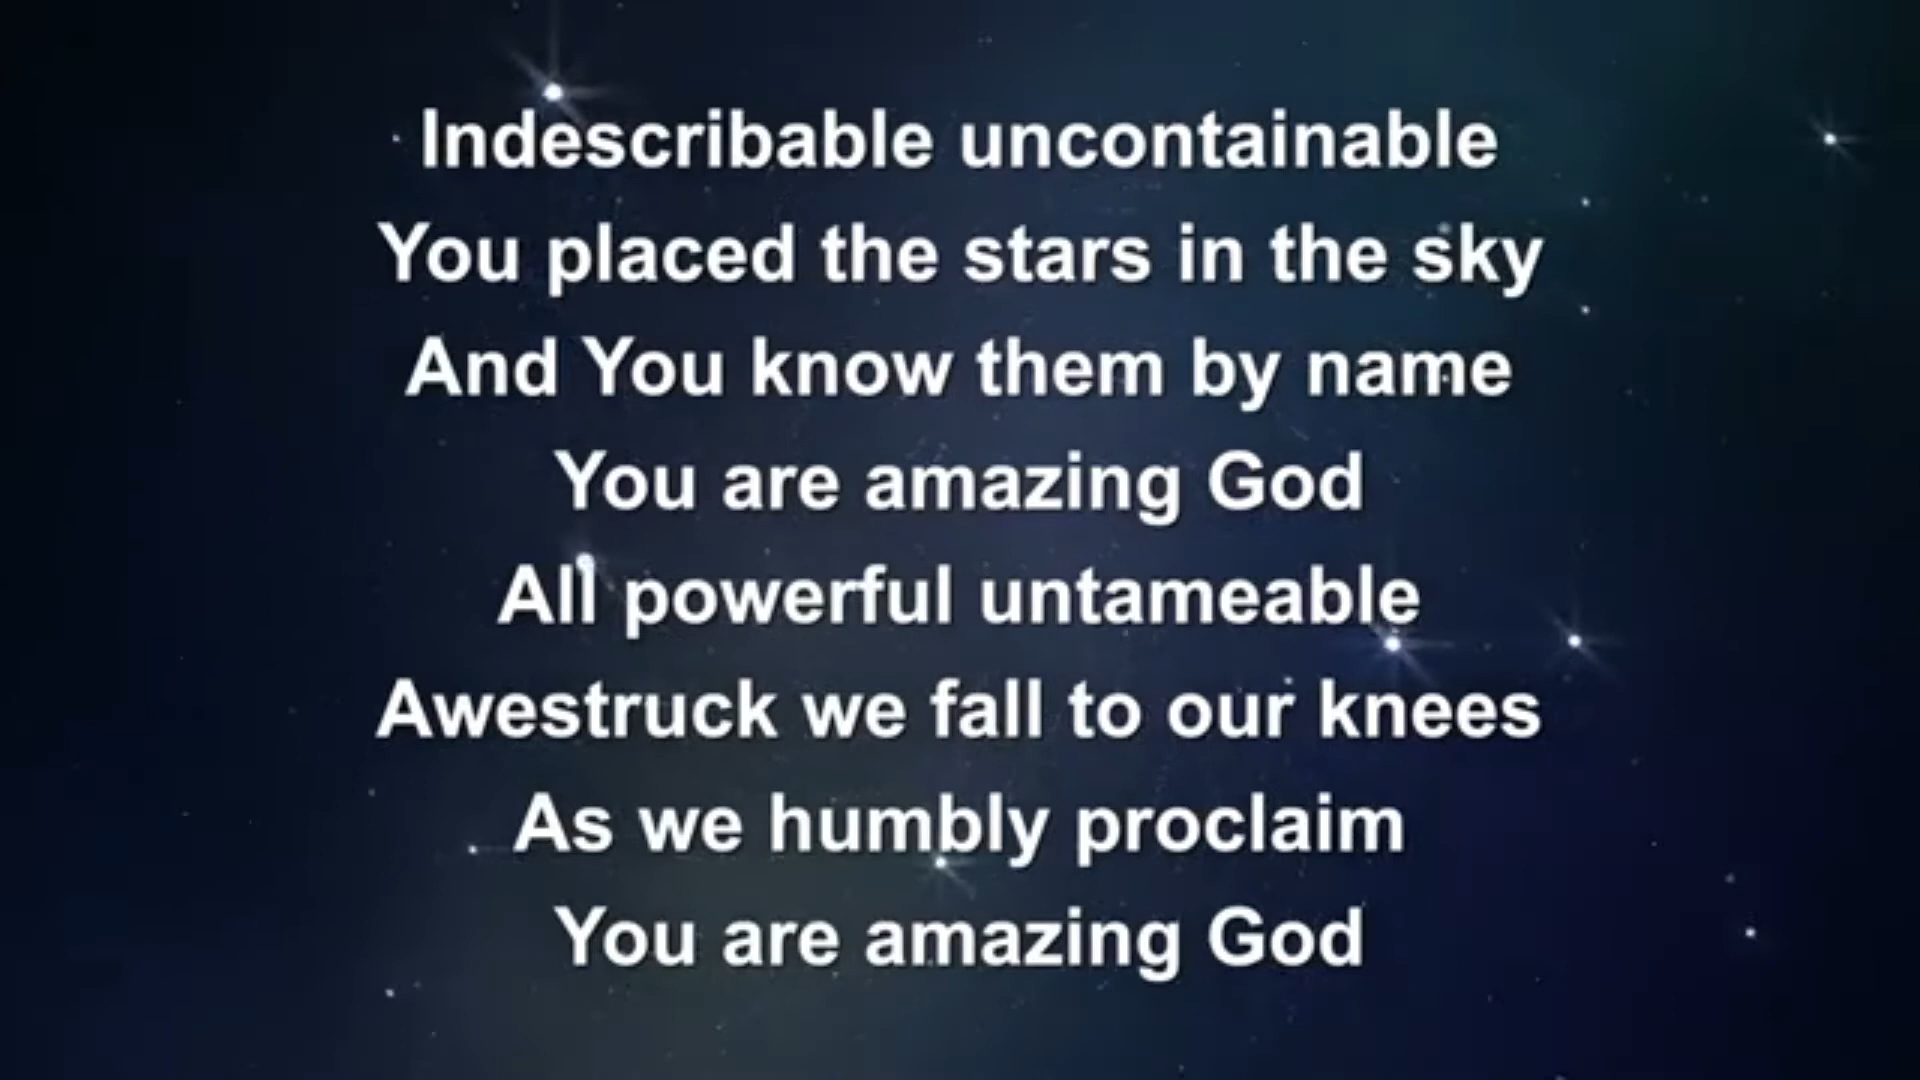 Indescribable uncontainable
You placed the stars in the sky
And You know them by name
You are amazing God
All powerful untameable
Awestruck we fall to our knees
As we humbly proclaim
You are amazing God